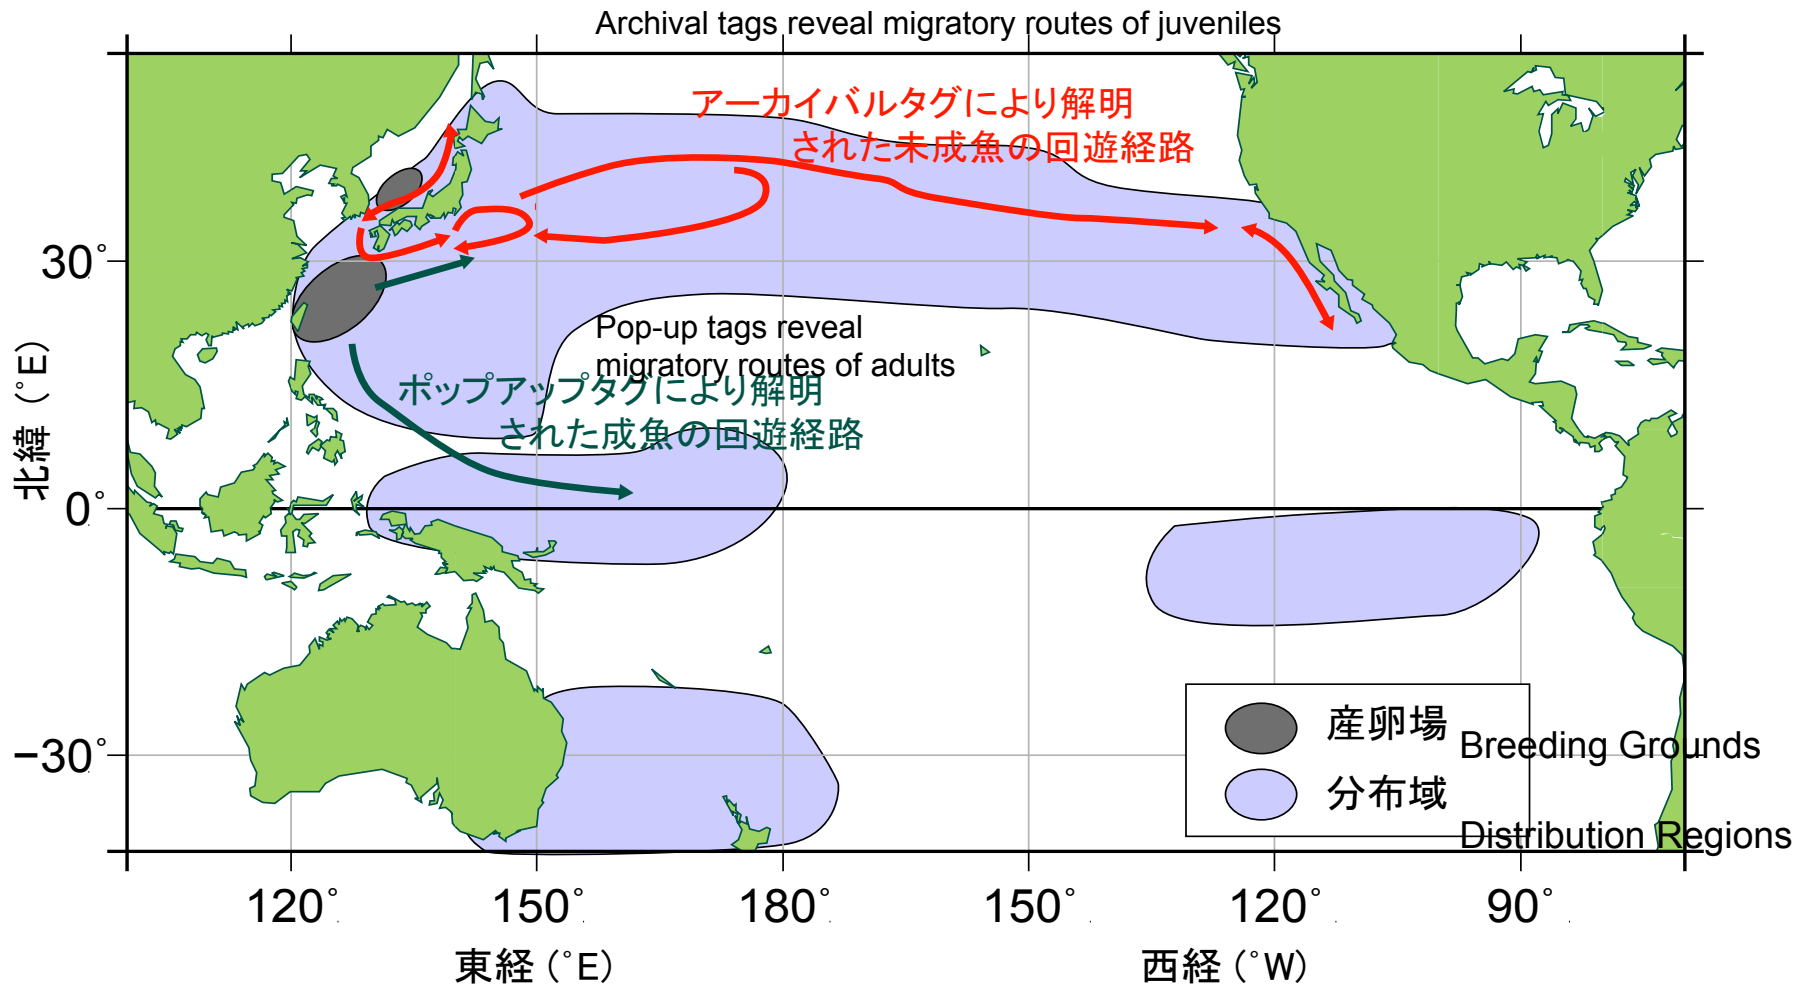 Archival tags reveal migratory routes of juveniles
アーカイバルタグにより解明
された未成魚の回遊経路
30°
Pop-up tags reveal
migratory routes of adults
ポップアップタグにより解明
された成魚の回遊経路
北緯 (°E)
0°
−30°
産卵場
Breeding Grounds
分布域
Distribution Regions
120° 150° 180° 150° 120° 90°
東経 (°E) 西経 (°W)